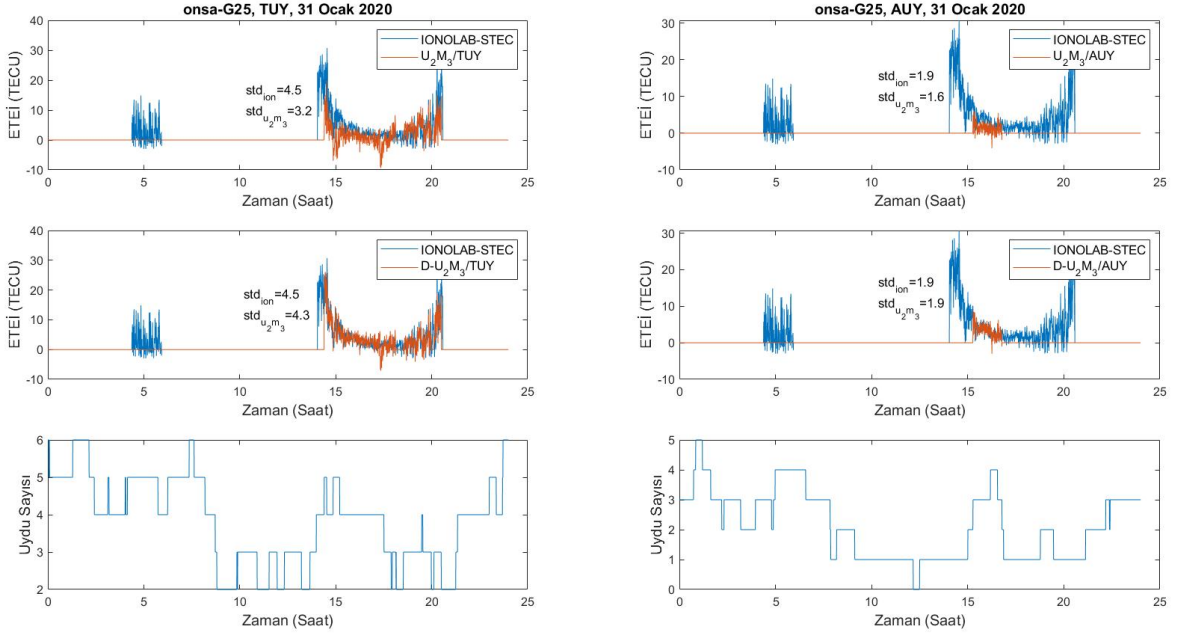 onsa-G25, TUY, 31 Ocak 2020
40
30
20
10
0
-10
ETEİ (TECU)
IONOLAB-STEC
U₂M₃/TUY
std_ion=4.5
std_u₂m₃=3.2
0 5 10 15 20 25
Zaman (Saat)
40
30
20
10
0
-10
ETEİ (TECU)
IONOLAB-STEC
D-U₂M₃/TUY
std_ion=4.5
std_u₂m₃=4.3
0 5 10 15 20 25
Zaman (Saat)
6
5
4
3
2
Uydu Sayısı
0 5 10 15 20 25
Zaman (Saat)
onsa-G25, AUY, 31 Ocak 2020
30
20
10
0
-10
ETEİ (TECU)
IONOLAB-STEC
U₂M₃/AUY
std_ion=1.9
std_u₂m₃=1.6
0 5 10 15 20 25
Zaman (Saat)
30
20
10
0
-10
ETEİ (TECU)
IONOLAB-STEC
D-U₂M₃/AUY
std_ion=1.9
std_u₂m₃=1.9
0 5 10 15 20 25
Zaman (Saat)
5
4
3
2
1
0
Uydu Sayısı
0 5 10 15 20 25
Zaman (Saat)